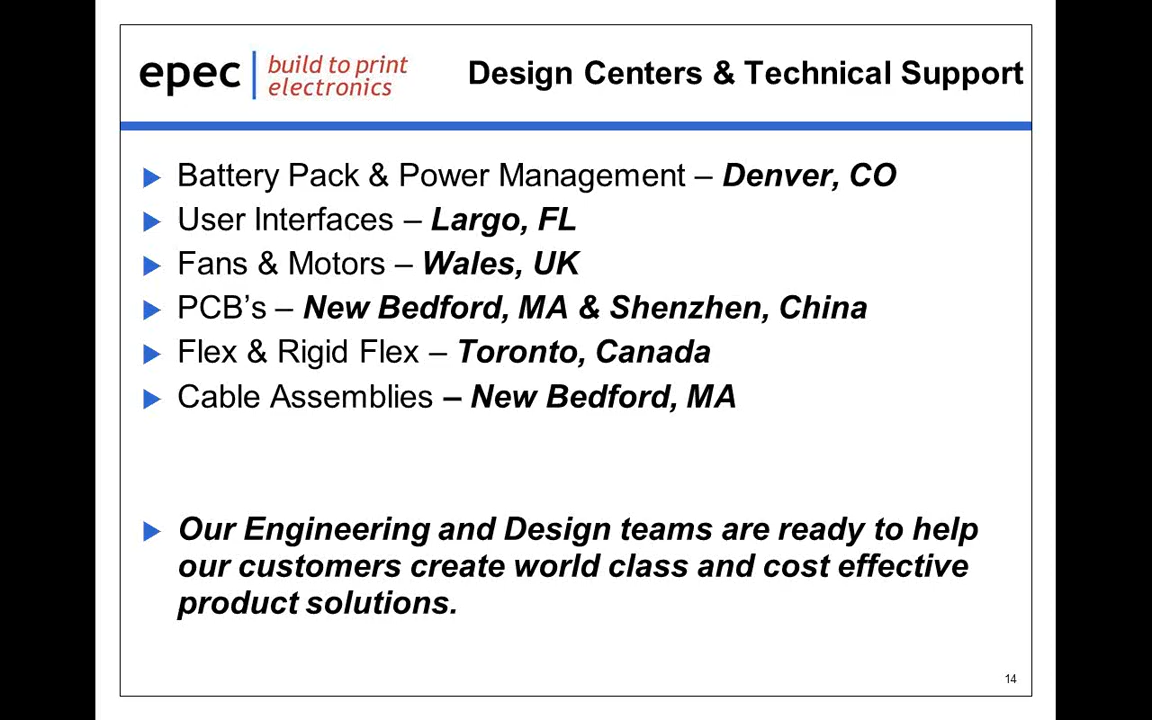 epec
build to print
electronics
Design Centers & Technical Support
Battery Pack & Power Management – Denver, CO
User Interfaces – Largo, FL
Fans & Motors – Wales, UK
PCB’s – New Bedford, MA & Shenzhen, China
Flex & Rigid Flex – Toronto, Canada
Cable Assemblies – New Bedford, MA
Our Engineering and Design teams are ready to help
our customers create world class and cost effective
product solutions.
14